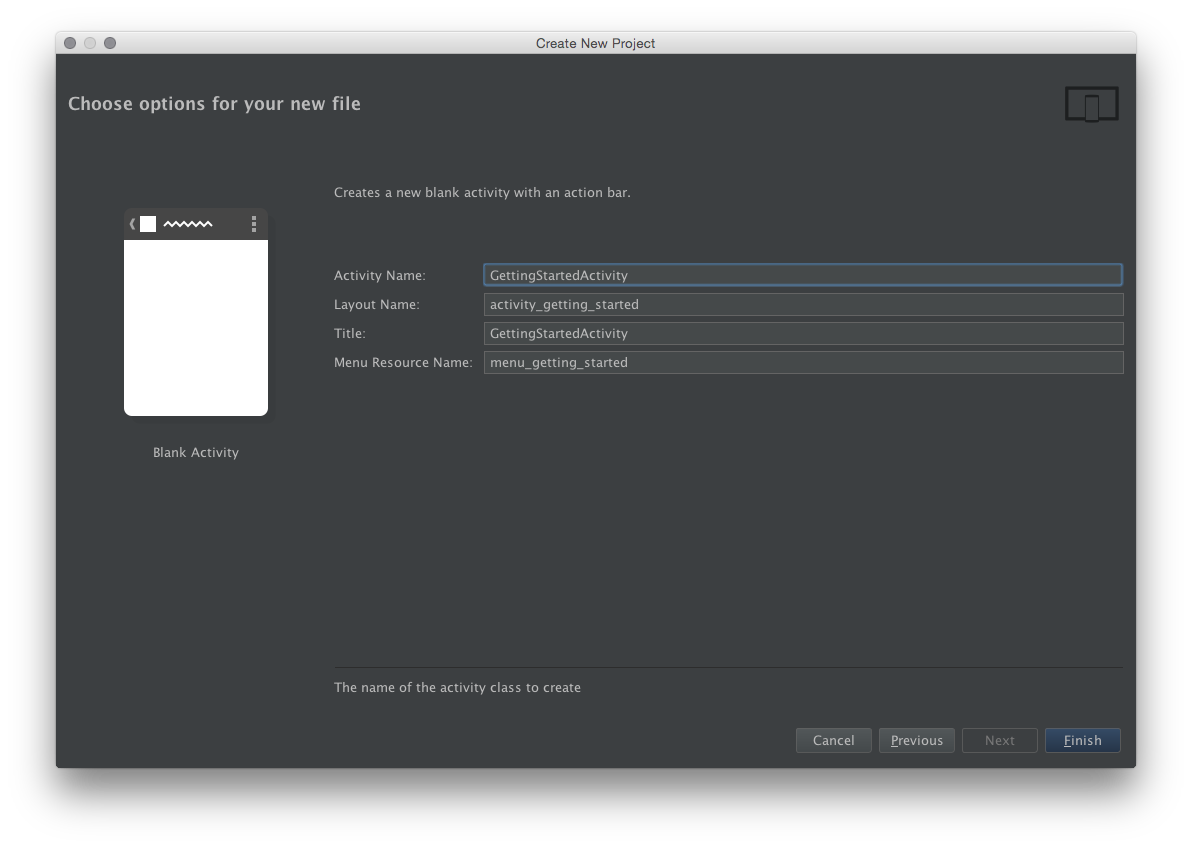 Create New Project
Choose options for your new file
Creates a new blank activity with an action bar.
Activity Name: GettingStartedActivity
Layout Name: activity_getting_started
Title: GettingStartedActivity
Menu Resource Name: menu_getting_started
Blank Activity
The name of the activity class to create
Cancel Previous Next Finish